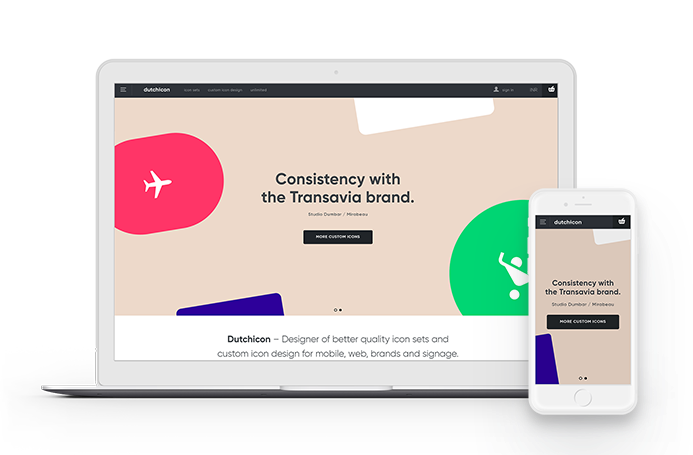 dutchicon
icon sets
custom icon design
unlimited
sign in
Consistency with
the Transavia brand.
Studio Dumbar / Mirabeau
MORE CUSTOM ICONS
Dutchicon – Designer of better quality icon sets and
custom icon design for mobile, web, brands and signage.
dutchicon
Consistency with
the Transavia brand.
Studio Dumbar / Mirabeau
MORE CUSTOM ICONS